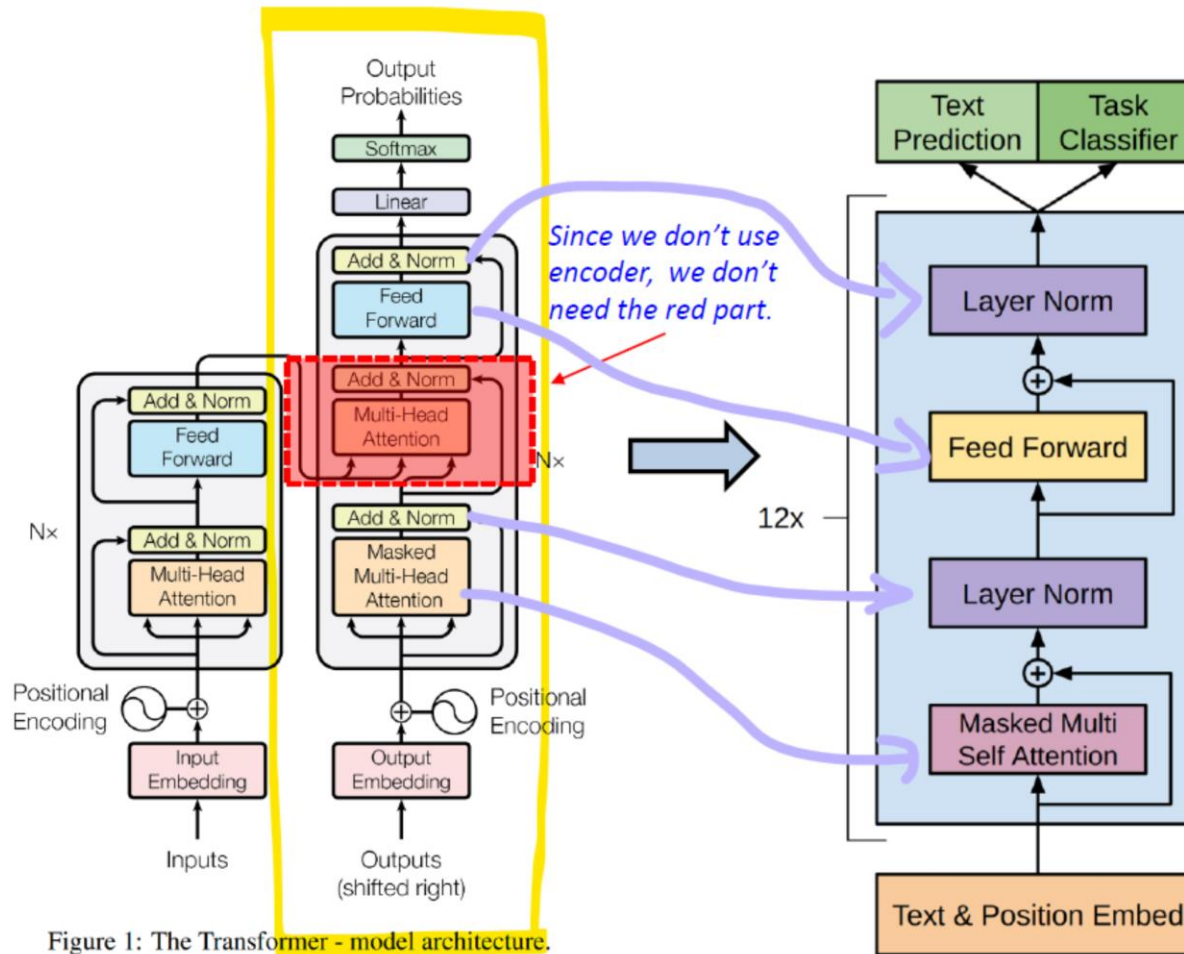 Output
Probabilities
Softmax
Linear
Add & Norm
Feed
Forward
Add & Norm
Multi-Head
Attention
Nx
Add & Norm
Masked
Multi-Head
Attention
Positional
Encoding
Output
Embedding
Outputs
(shifted right)
Add & Norm
Feed
Forward
Nx
Add & Norm
Multi-Head
Attention
Positional
Encoding
Input
Embedding
Inputs
Figure 1: The Transformer - model architecture.
Since we don't use
encoder, we don't
need the red part.
Text
Prediction
Task
Classifier
12x
Layer Norm
Feed Forward
Layer Norm
Masked Multi
Self Attention
Text & Position Embed